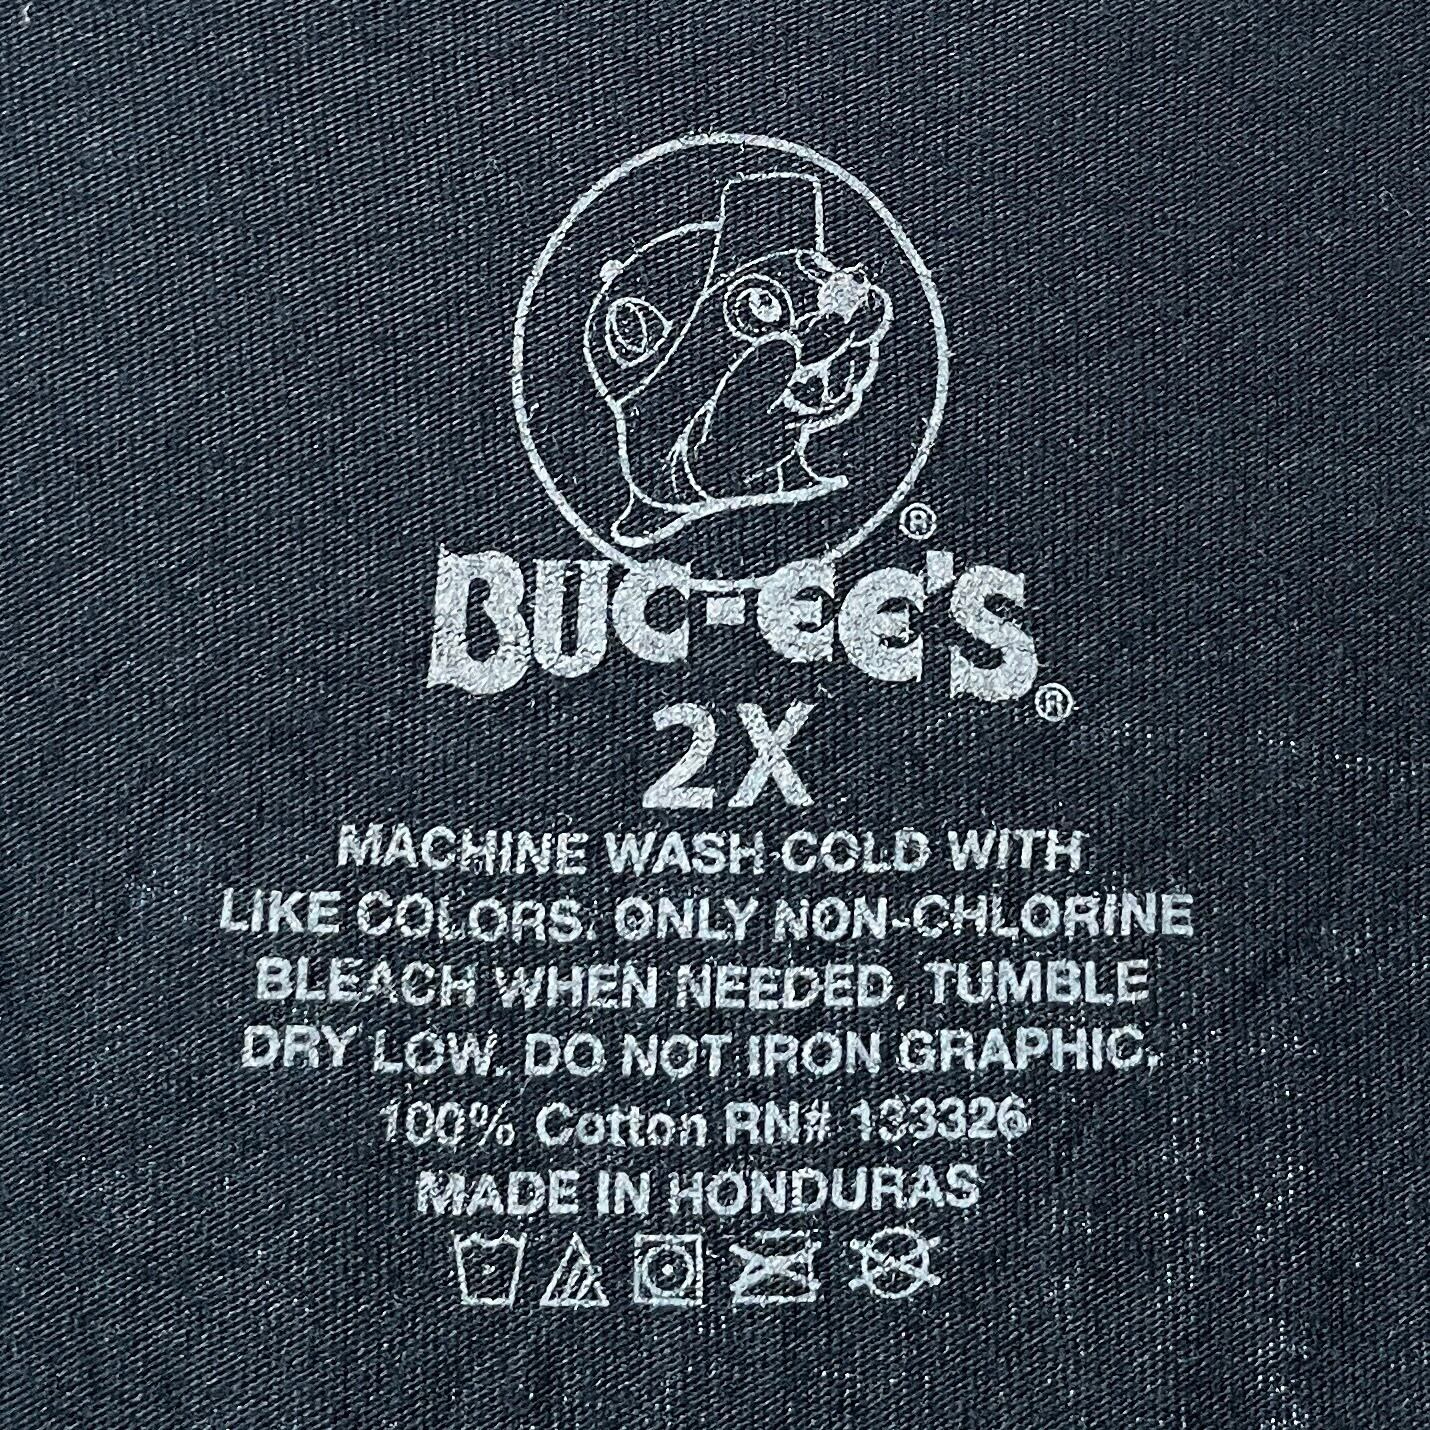 ®
BUC-EE'S®
2X
MACHINE WASH COLD WITH
LIKE COLORS. ONLY NON-CHLORINE
BLEACH WHEN NEEDED. TUMBLE
DRY LOW. DO NOT IRON GRAPHIC.
100% Cotton RN# 133326
MADE IN HONDURAS